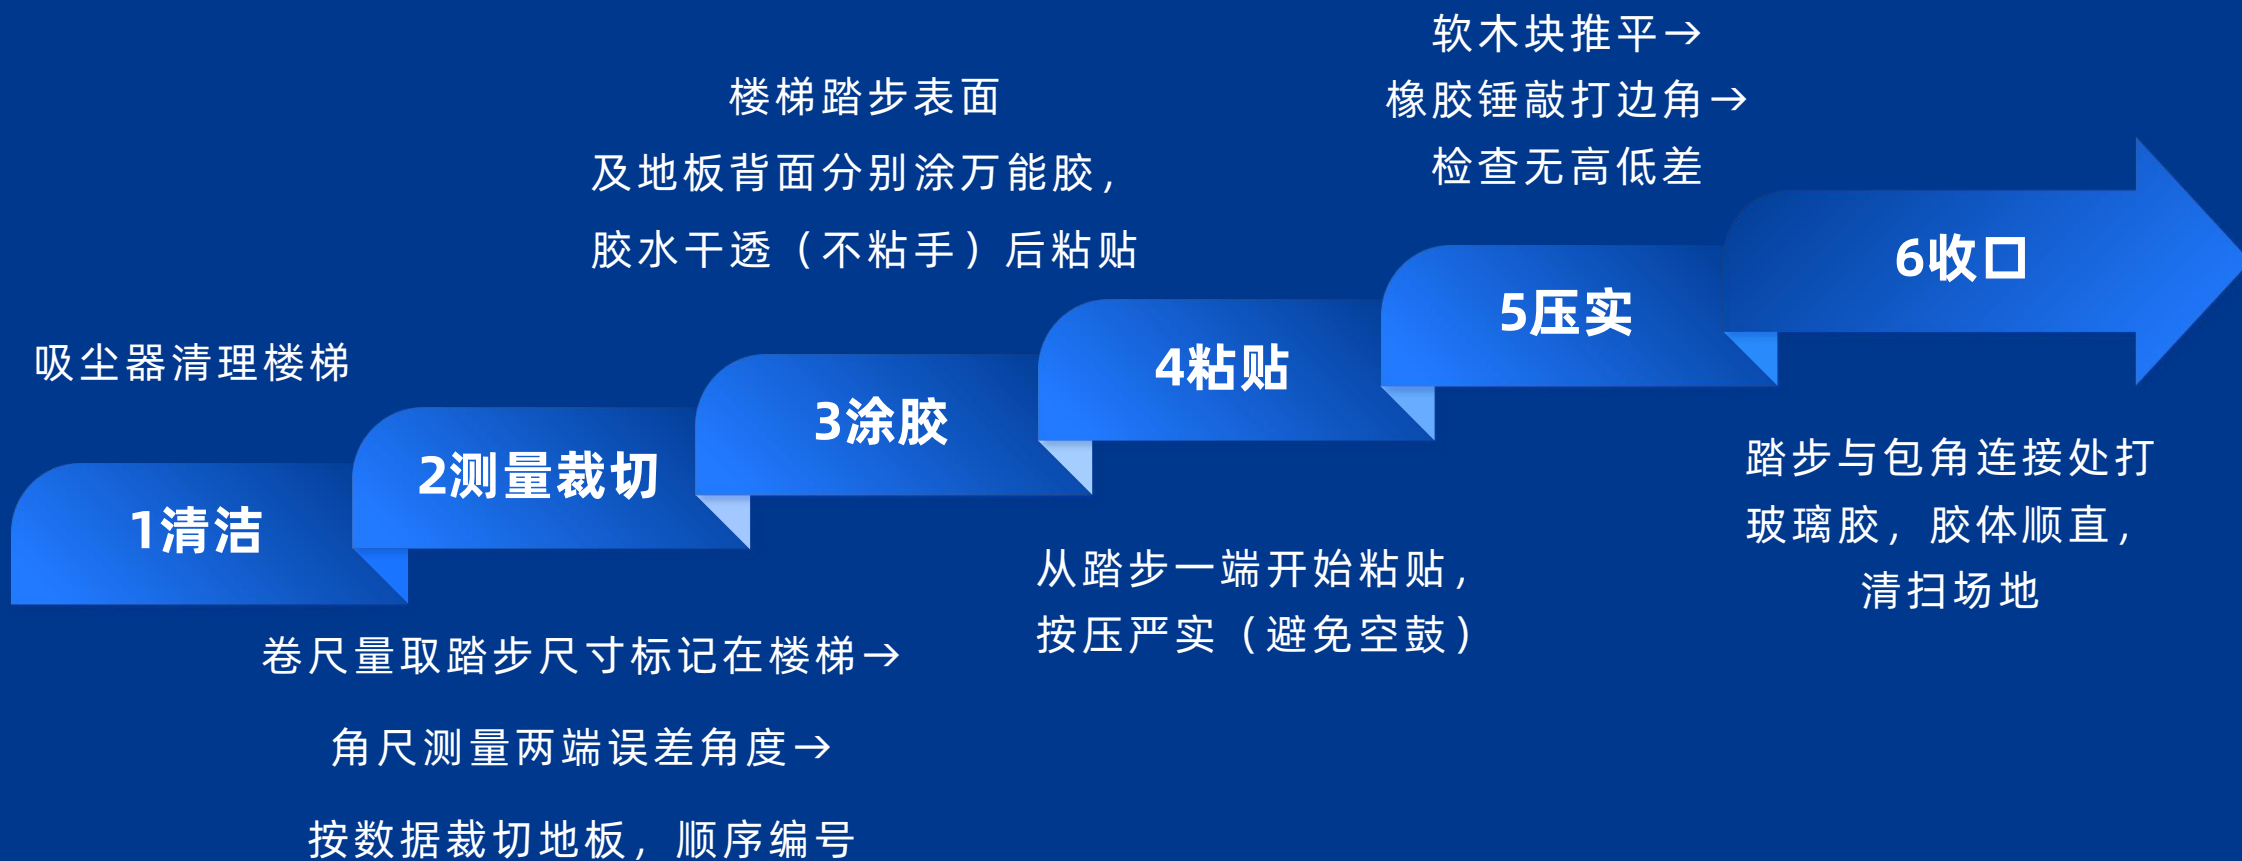 1清洁
吸尘器清理楼梯
2测量裁切
卷尺量取踏步尺寸标记在楼梯→
角尺测量两端误差角度→
按数据裁切地板，顺序编号
3涂胶
楼梯踏步表面
及地板背面分别涂万能胶，
胶水干透（不粘手）后粘贴
4粘贴
从踏步一端开始粘贴，
按压严实（避免空鼓）
5压实
软木块推平→
橡胶锤敲打边角→
检查无高低差
6收口
踏步与包角连接处打
玻璃胶，胶体顺直，
清扫场地